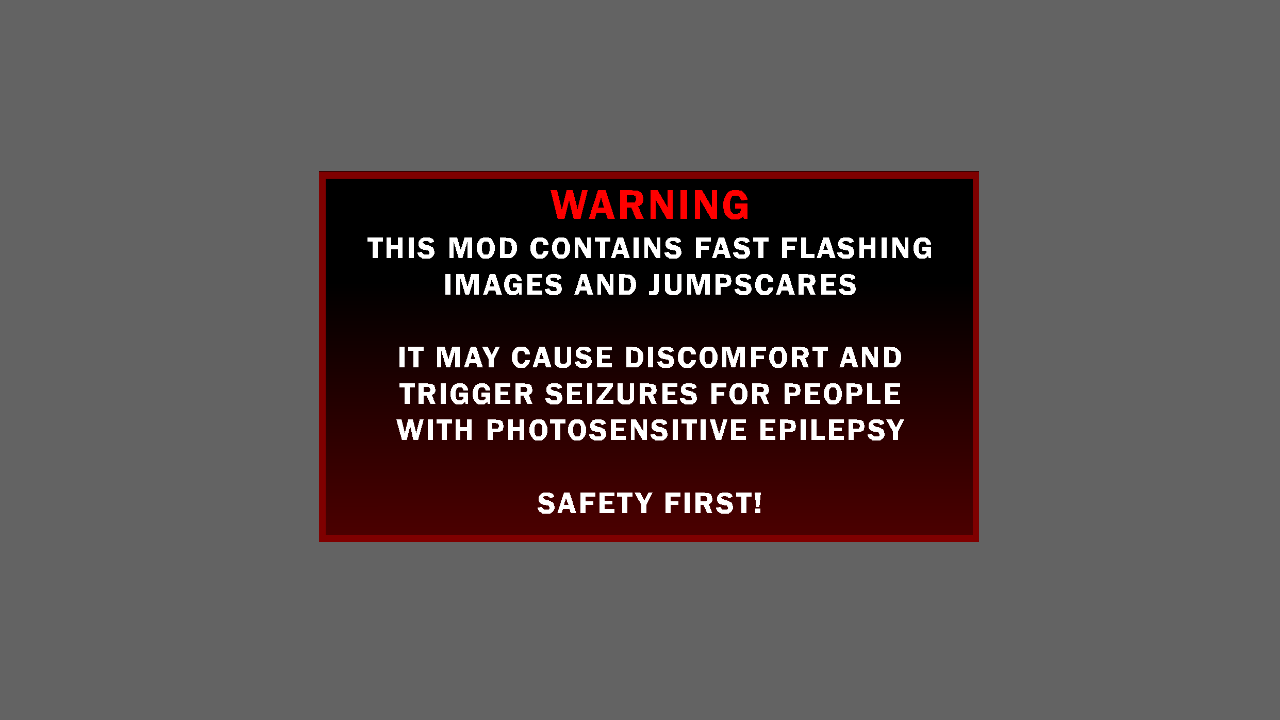 WARNING
THIS MOD CONTAINS FAST FLASHING
IMAGES AND JUMPSCARES
IT MAY CAUSE DISCOMFORT AND
TRIGGER SEIZURES FOR PEOPLE
WITH PHOTOSENSITIVE EPILEPSY
SAFETY FIRST!